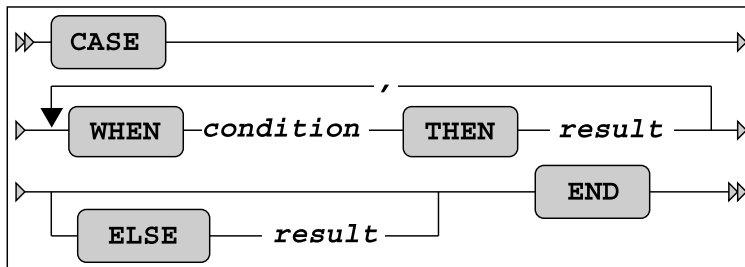 CASE
,
WHEN condition THEN result
END
ELSE result